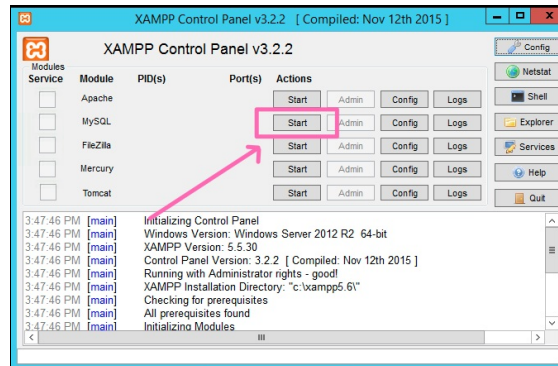 XAMPP Control Panel v3.2.2 [ Compiled: Nov 12th 2015 ]
XAMPP Control Panel v3.2.2
Config
Modules
Service Module PID(s) Port(s) Actions
Netstat
Apache Start Admin Config Logs
Shell
MySQL Start Admin Config Logs
Explorer
FileZilla Start Admin Config Logs
Services
Mercury Start Admin Config Logs
Help
Tomcat Start Admin Config Logs
Quit
3:47:46 PM [main] Initializing Control Panel
3:47:46 PM [main] Windows Version: Windows Server 2012 R2 64-bit
3:47:46 PM [main] XAMPP Version: 5.5.30
3:47:46 PM [main] Control Panel Version: 3.2.2 [ Compiled: Nov 12th 2015 ]
3:47:46 PM [main] Running with Administrator rights - good!
3:47:46 PM [main] XAMPP Installation Directory: "c:\xampp5.6\"
3:47:46 PM [main] Checking for prerequisites
3:47:46 PM [main] All prerequisites found
3:47:46 PM [main] Initializing Modules